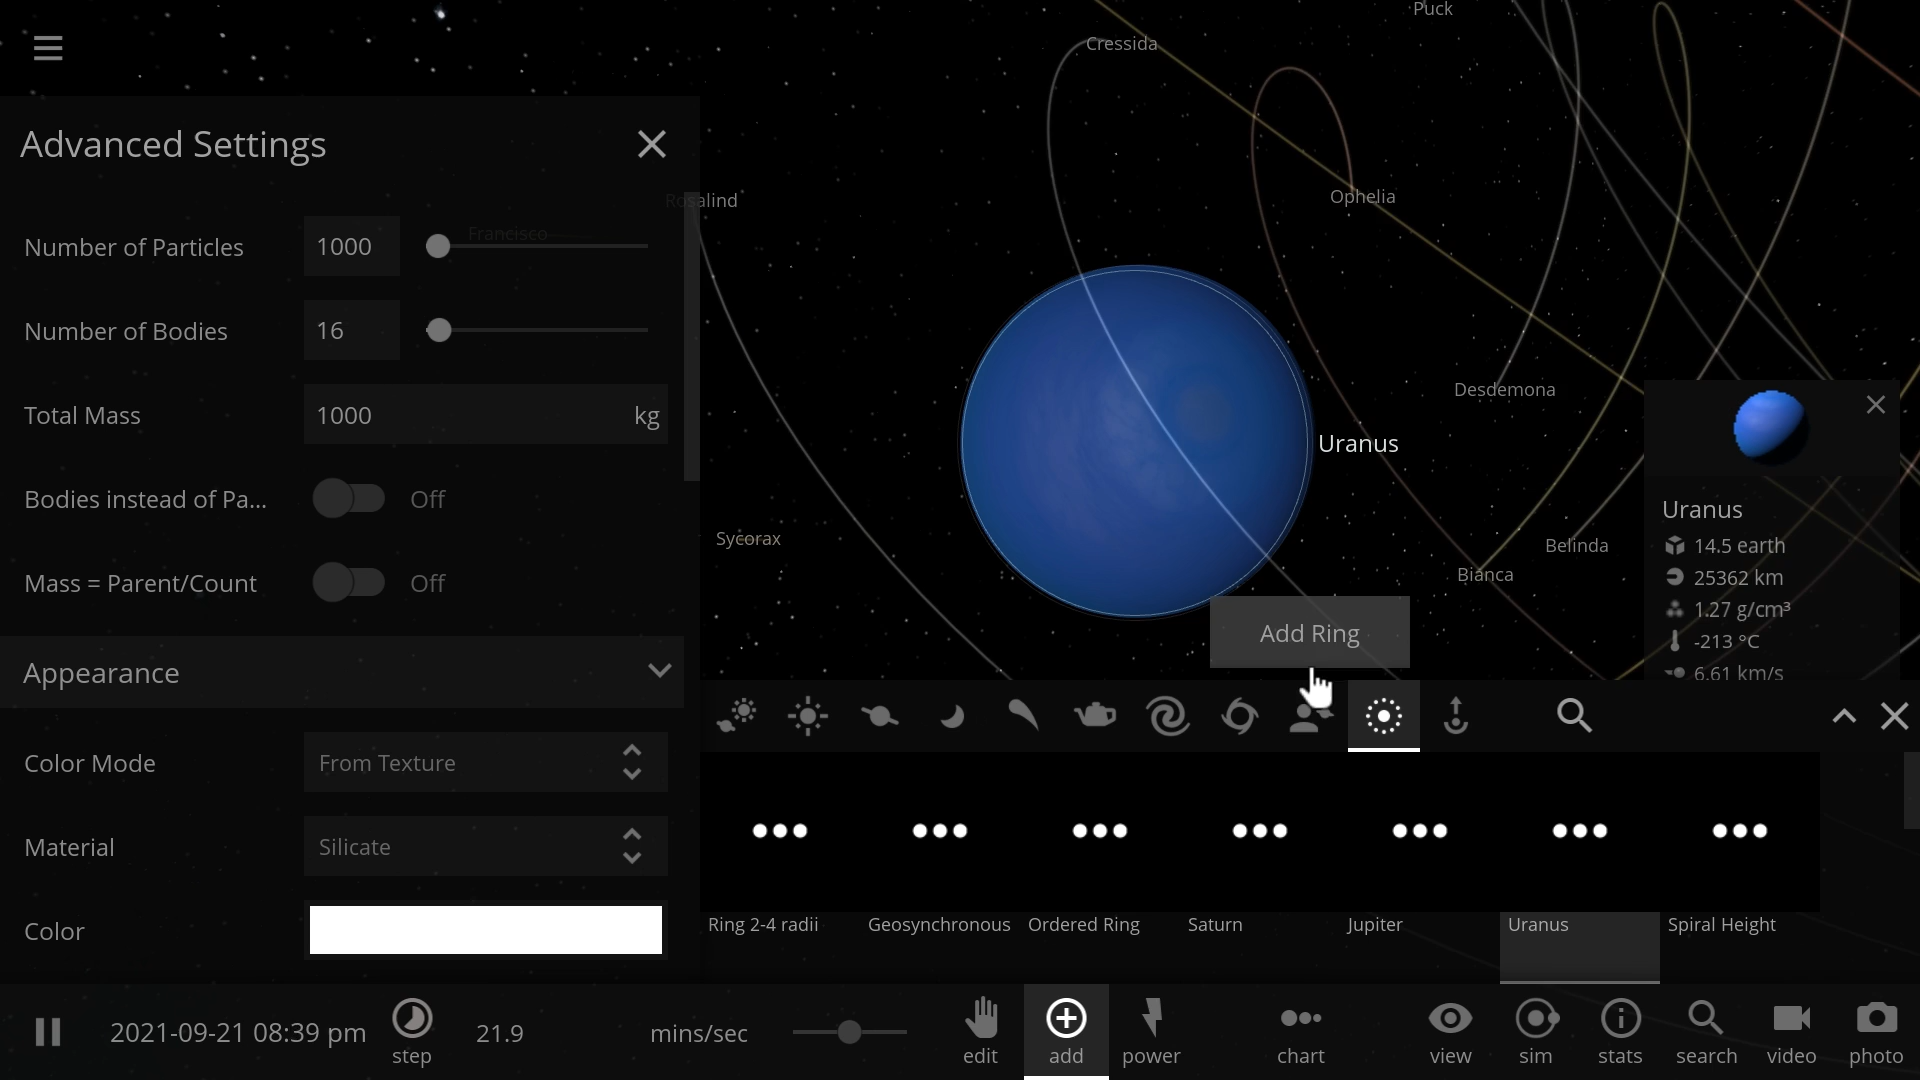 Puck
Cressida
Advanced Settings
Rosalind
Ophelia
Number of Particles 1000
Francisco
Number of Bodies 16
Desdemona
Total Mass 1000 kg
Uranus
Bodies instead of Pa... Off
Uranus
Sycorax
Belinda
14.5 earth
Bianca
25362 km
Mass = Parent/Count Off
1.27 g/cm³
Add Ring
-213 °C
6.61 km/s
Appearance
Color Mode From Texture
Material Silicate
Color
Ring 2-4 radii Geosynchronous Ordered Ring Saturn Jupiter Uranus Spiral Height
2021-09-21 08:39 pm step 21.9 mins/sec edit add power chart view sim stats search video photo